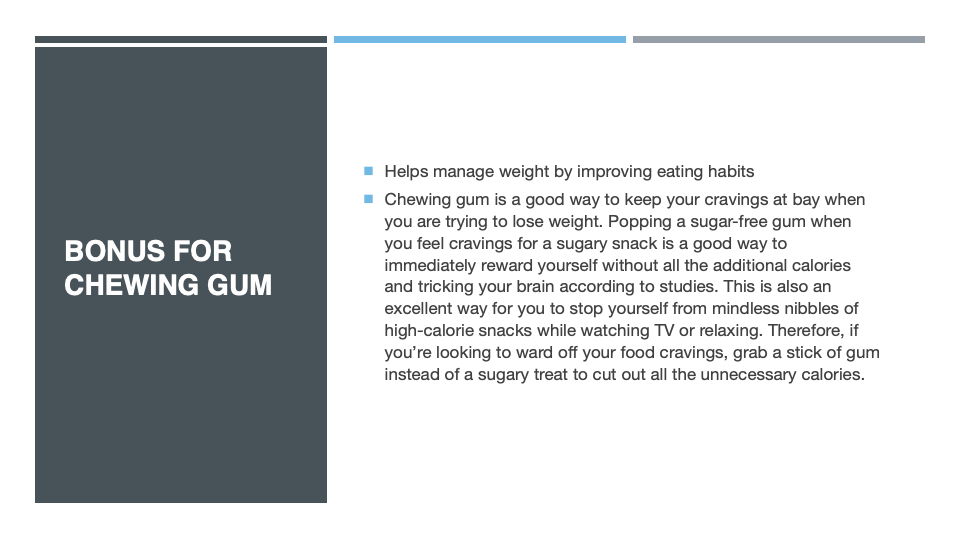 BONUS FOR
CHEWING GUM
Helps manage weight by improving eating habits
Chewing gum is a good way to keep your cravings at bay when
you are trying to lose weight. Popping a sugar-free gum when
you feel cravings for a sugary snack is a good way to
immediately reward yourself without all the additional calories
and tricking your brain according to studies. This is also an
excellent way for you to stop yourself from mindless nibbles of
high-calorie snacks while watching TV or relaxing. Therefore, if
you’re looking to ward off your food cravings, grab a stick of gum
instead of a sugary treat to cut out all the unnecessary calories.